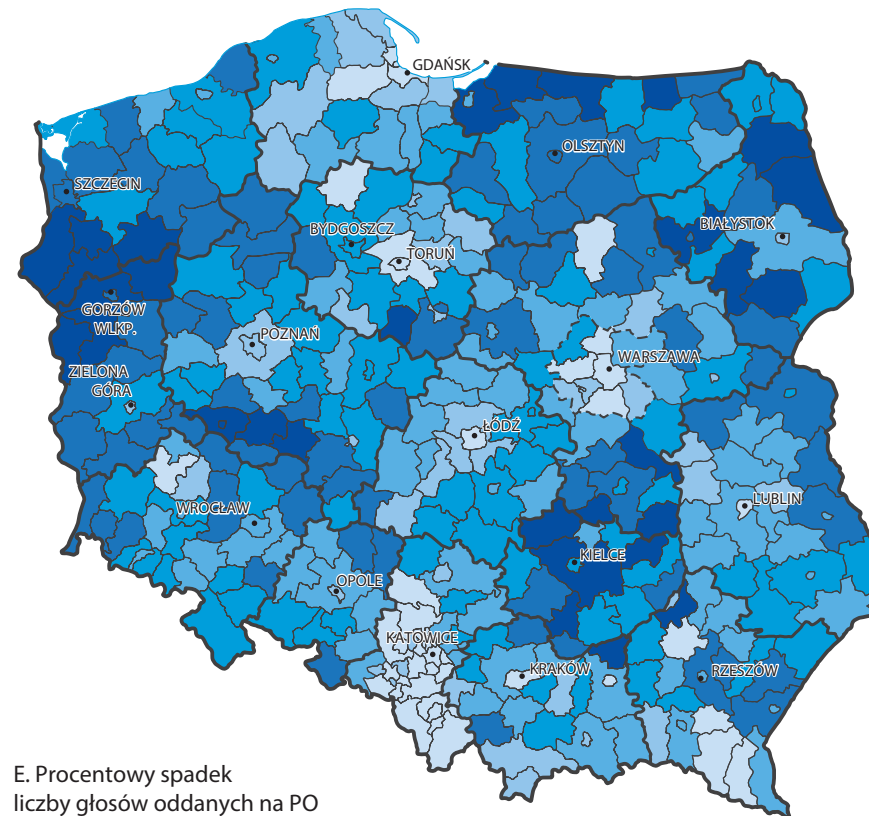 GDAŃSK
OLSZTYN
SZCZECIN
BIAŁYSTOK
BYDGOSZCZ
TORUŃ
GORZÓW
WLKP.
POZNAŃ
WARSZAWA
ZIELONA
GÓRA
ŁÓDŹ
LUBLIN
WROCŁAW
KIELCE
OPOLE
KATOWICE
KRAKÓW
RZESZÓW
E. Procentowy spadek
liczby głosów oddanych na PO